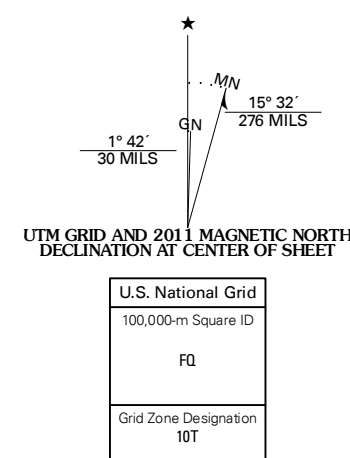 ★
MN
GN
15° 32´
276 MILS
1° 42´
30 MILS
UTM GRID AND 2011 MAGNETIC NORTH
DECLINATION AT CENTER OF SHEET
U.S. National Grid
100,000-m Square ID
FQ
Grid Zone Designation
10T